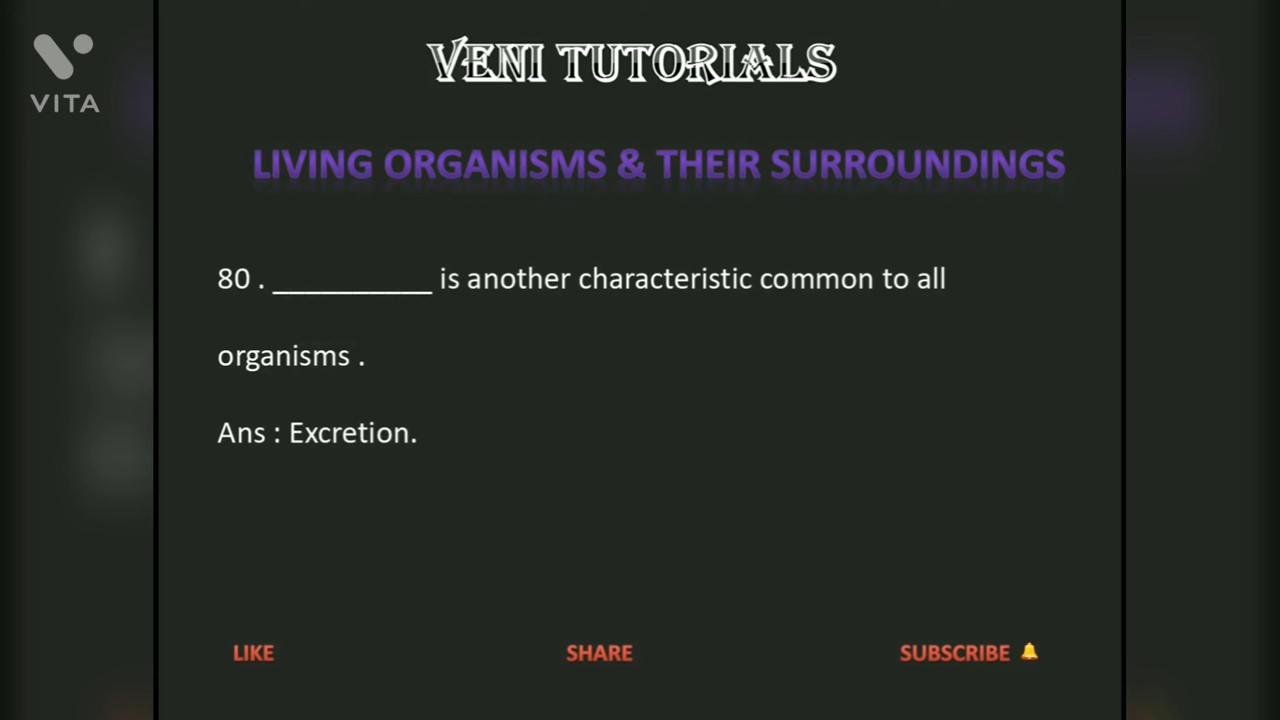 VITA
VENI TUTORIALS
LIVING ORGANISMS & THEIR SURROUNDINGS
80 . __________ is another characteristic common to all
organisms .
Ans : Excretion.
LIKE SHARE SUBSCRIBE 🔔